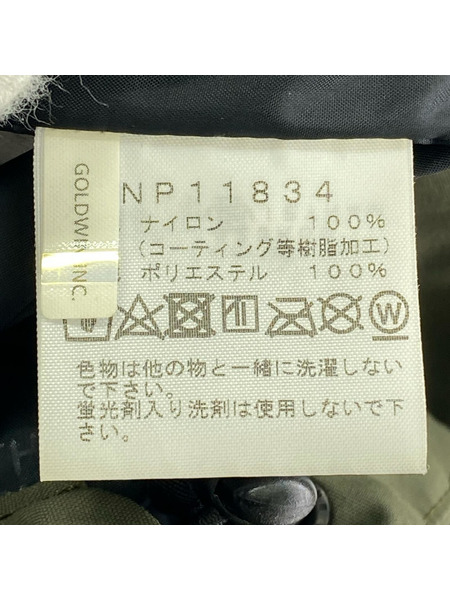 GOLDWIN INC.
NP11834
ナイロン 100%
(コーティング等樹脂加工)
ポリエステル 100%
W
色物は他の物と一緒に洗濯しない
で下さい。
蛍光剤入り洗剤は使用しないで下
さい。